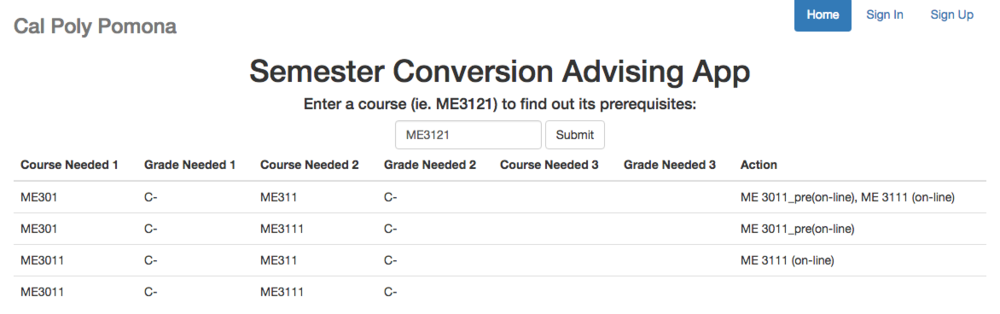 Cal Poly Pomona
Home Sign In Sign Up
Semester Conversion Advising App
Enter a course (ie. ME3121) to find out its prerequisites:
ME3121 Submit
Course Needed 1 Grade Needed 1 Course Needed 2 Grade Needed 2 Course Needed 3 Grade Needed 3 Action
ME301 C- ME311 C- ME 3011_pre(on-line), ME 3111 (on-line)
ME301 C- ME3111 C- ME 3011_pre(on-line)
ME3011 C- ME311 C- ME 3111 (on-line)
ME3011 C- ME3111 C-